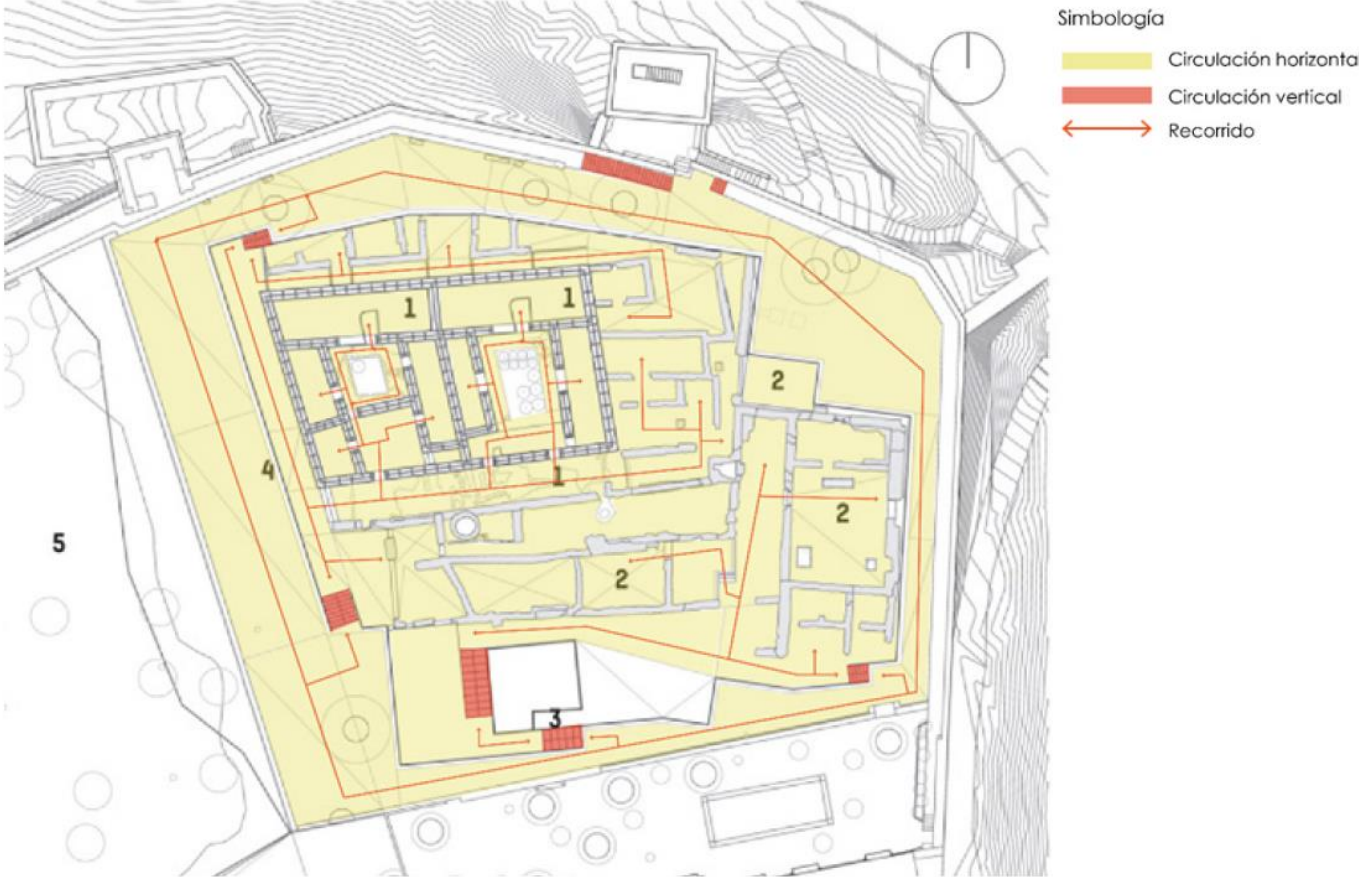 Simbología
Circulación horizonta
Circulación vertical
Recorrido
1
1
2
4
1
2
5
2
3